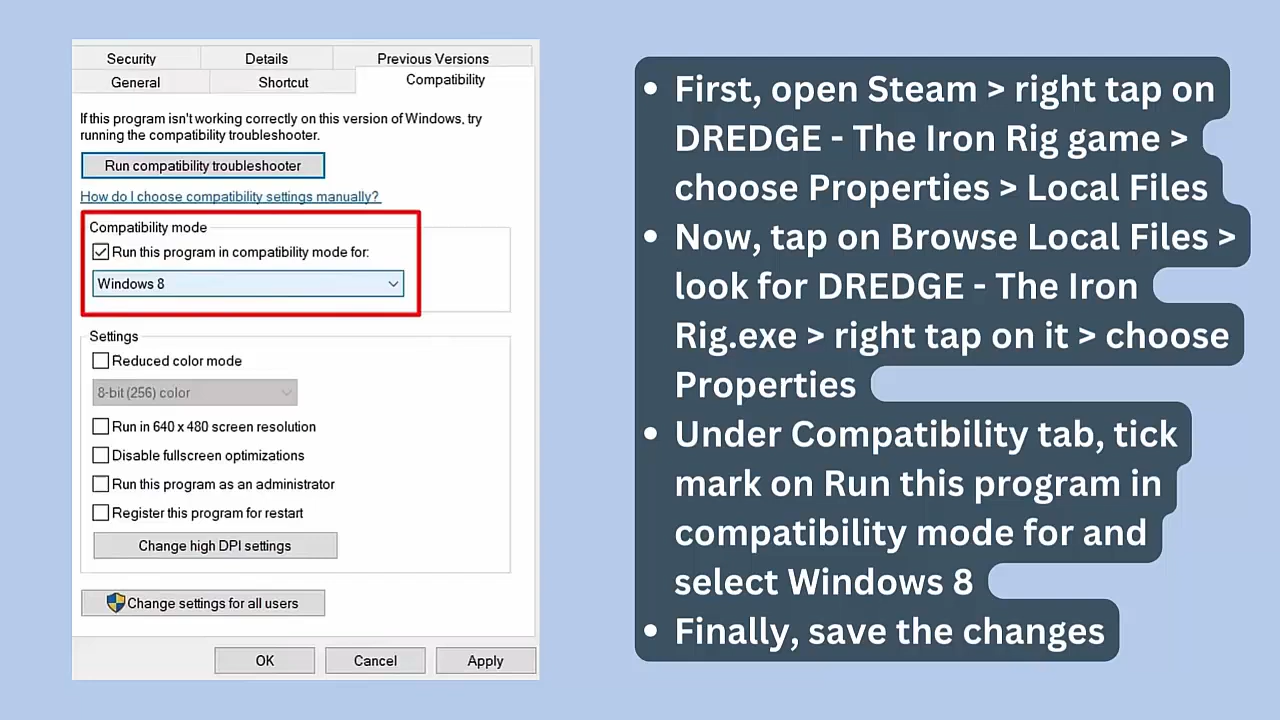 Security Details Previous Versions
General Shortcut Compatibility
If this program isn't working correctly on this version of Windows, try
running the compatibility troubleshooter.
Run compatibility troubleshooter
How do I choose compatibility settings manually?
Compatibility mode
Run this program in compatibility mode for:
Windows 8
Settings
Reduced color mode
8-bit (256) color
Run in 640 x 480 screen resolution
Disable fullscreen optimizations
Run this program as an administrator
Register this program for restart
Change high DPI settings
Change settings for all users
OK Cancel Apply
• First, open Steam > right tap on
DREDGE - The Iron Rig game >
choose Properties > Local Files
• Now, tap on Browse Local Files >
look for DREDGE - The Iron
Rig.exe > right tap on it > choose
Properties
• Under Compatibility tab, tick
mark on Run this program in
compatibility mode for and
select Windows 8
• Finally, save the changes